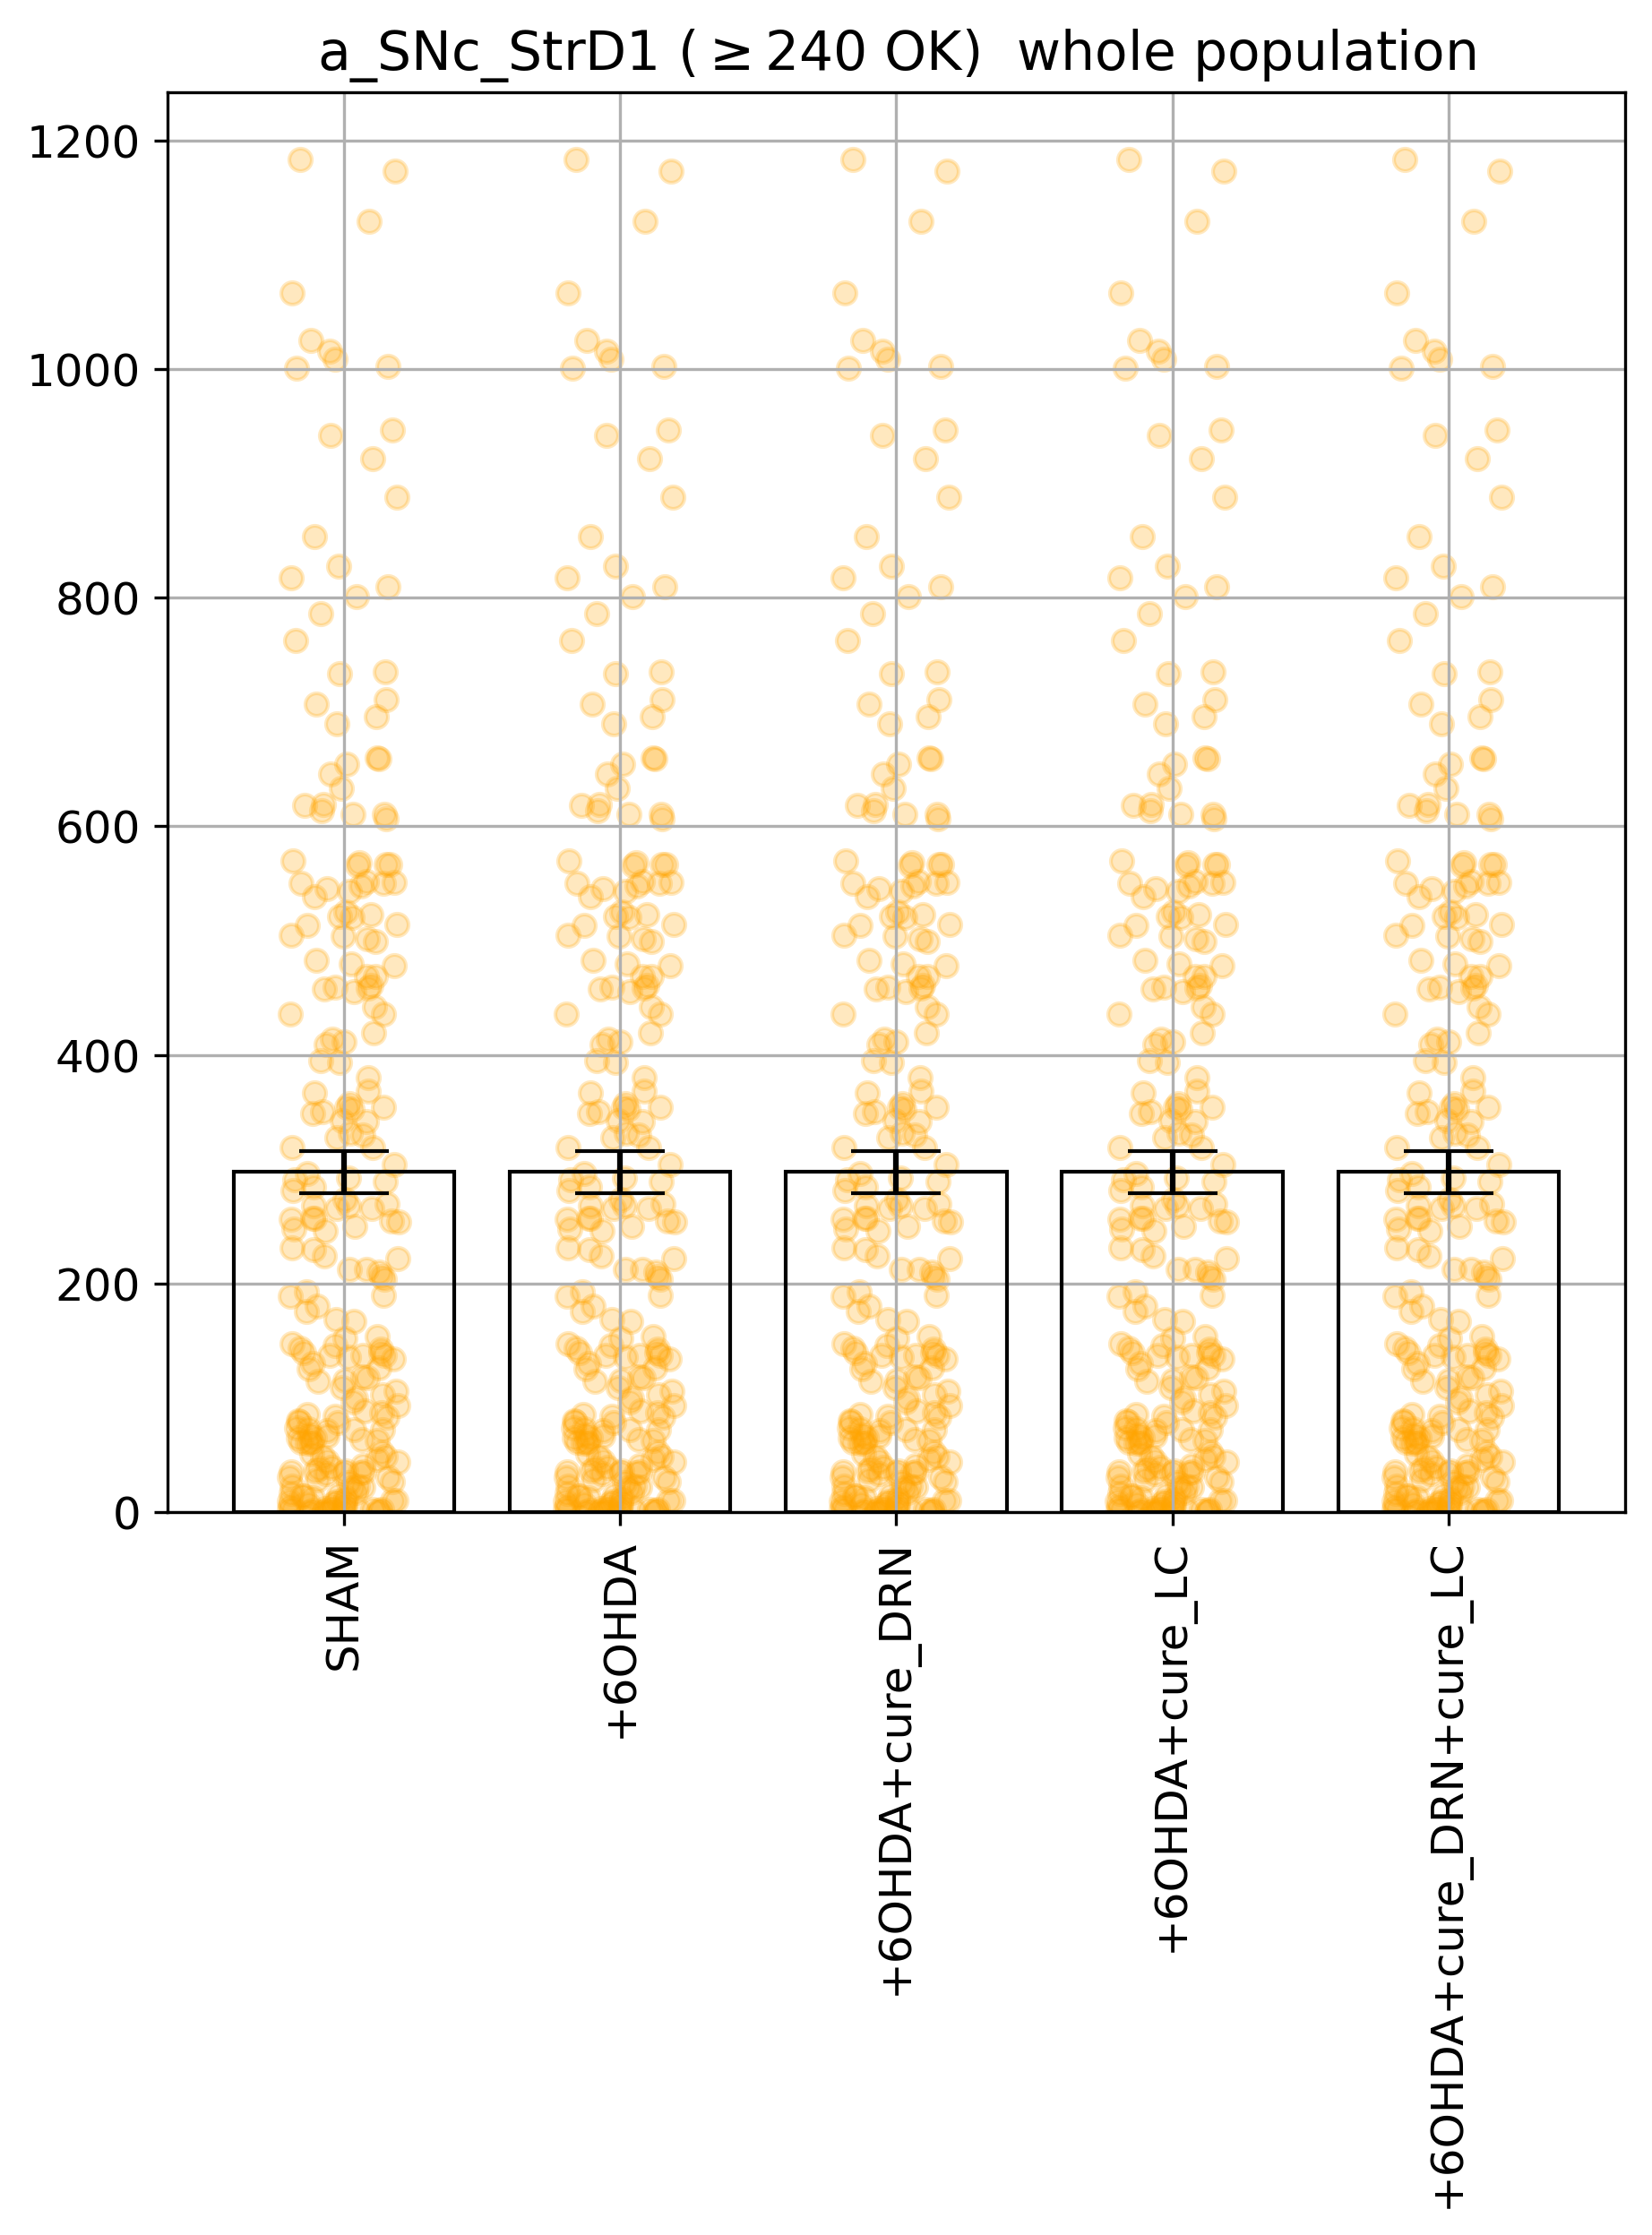 a_SNc_StrD1 (≥240 OK)  whole population
1200
1000
800
600
400
200
0
SHAM
+6OHDA
+6OHDA+cure_DRN
+6OHDA+cure_LC
+6OHDA+cure_DRN+cure_LC